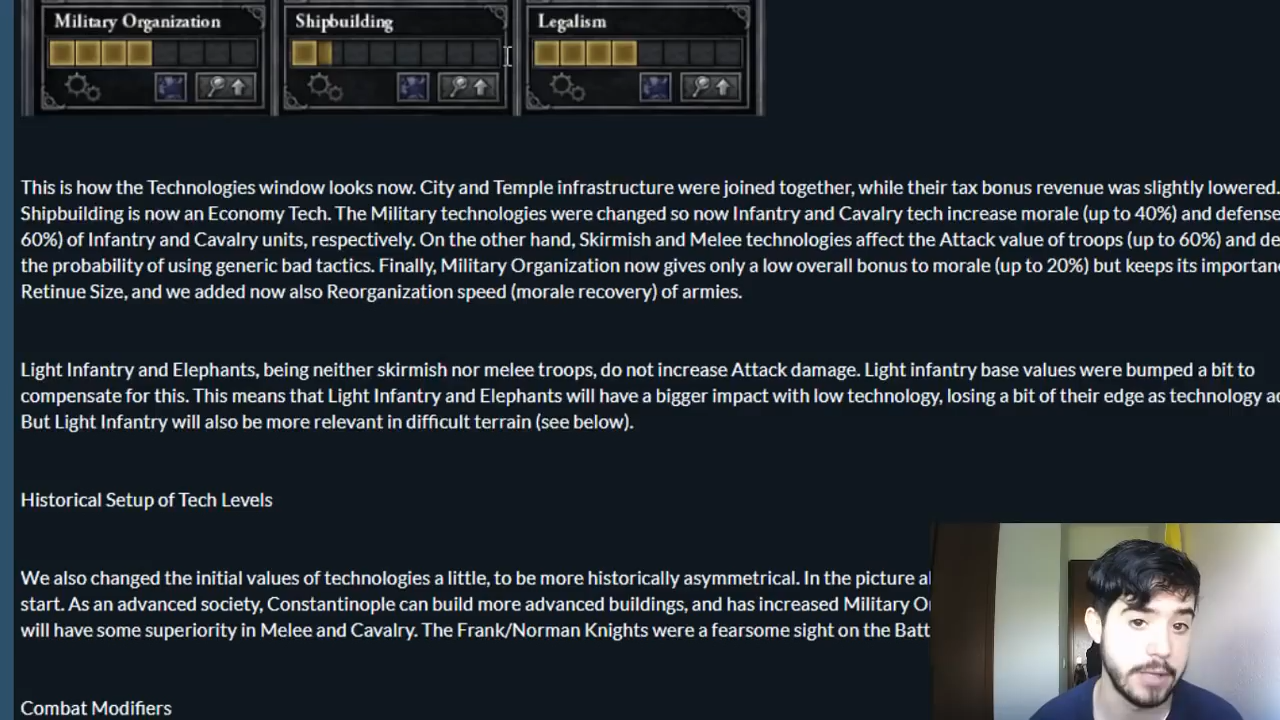 Military Organization Shipbuilding Legalism
This is how the Technologies window looks now. City and Temple infrastructure were joined together, while their tax bonus revenue was slightly lowered.
Shipbuilding is now an Economy Tech. The Military technologies were changed so now Infantry and Cavalry tech increase morale (up to 40%) and defense
60%) of Infantry and Cavalry units, respectively. On the other hand, Skirmish and Melee technologies affect the Attack value of troops (up to 60%) and
the probability of using generic bad tactics. Finally, Military Organization now gives only a low overall bonus to morale (up to 20%) but keeps its
Retinue Size, and we added now also Reorganization speed (morale recovery) of armies.
Light Infantry and Elephants, being neither skirmish nor melee troops, do not increase Attack damage. Light infantry base values were bumped a bit to
compensate for this. This means that Light Infantry and Elephants will have a bigger impact with low technology, losing a bit of their edge as technology
But Light Infantry will also be more relevant in difficult terrain (see below).
Historical Setup of Tech Levels
We also changed the initial values of technologies a little, to be more historically asymmetrical. In the picture
start. As an advanced society, Constantinople can build more advanced buildings, and has increased Military
will have some superiority in Melee and Cavalry. The Frank/Norman Knights were a fearsome sight on the
Combat Modifiers